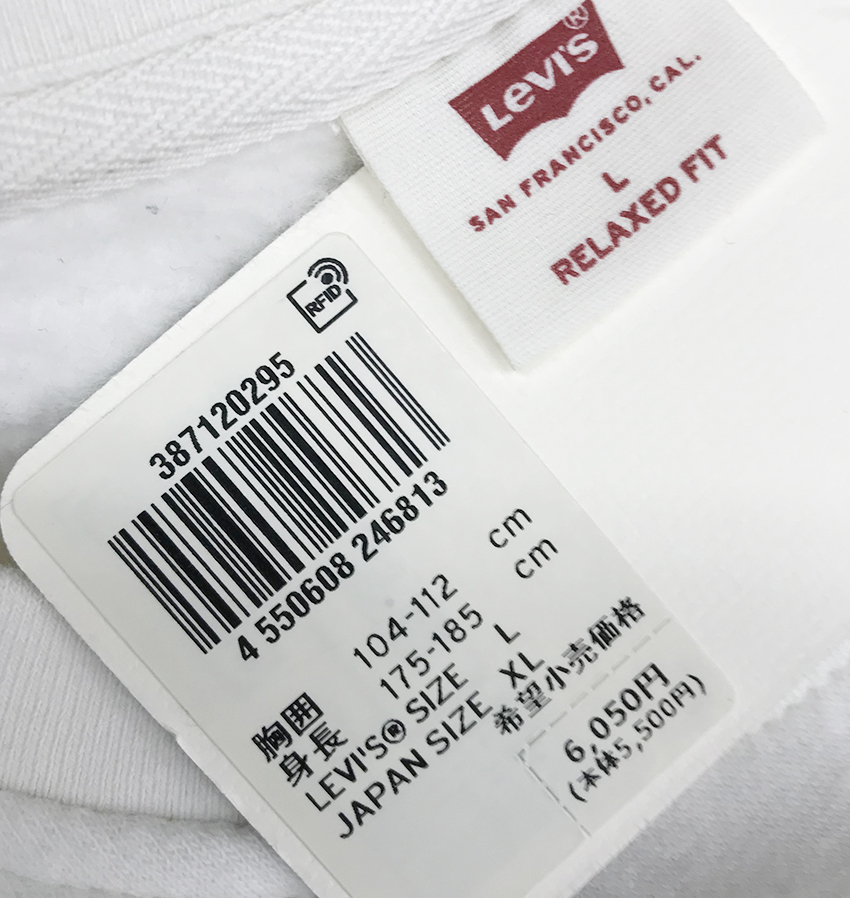 LEVI'S®
SAN FRANCISCO, CAL.
L
RELAXED FIT
RFID
387120295
4 550608 246813
胸囲 104-112 cm
身長 175-185 cm
LEVI'S® SIZE L
JAPAN SIZE XL
希望小売価格
6,050円
(本体5,500円)